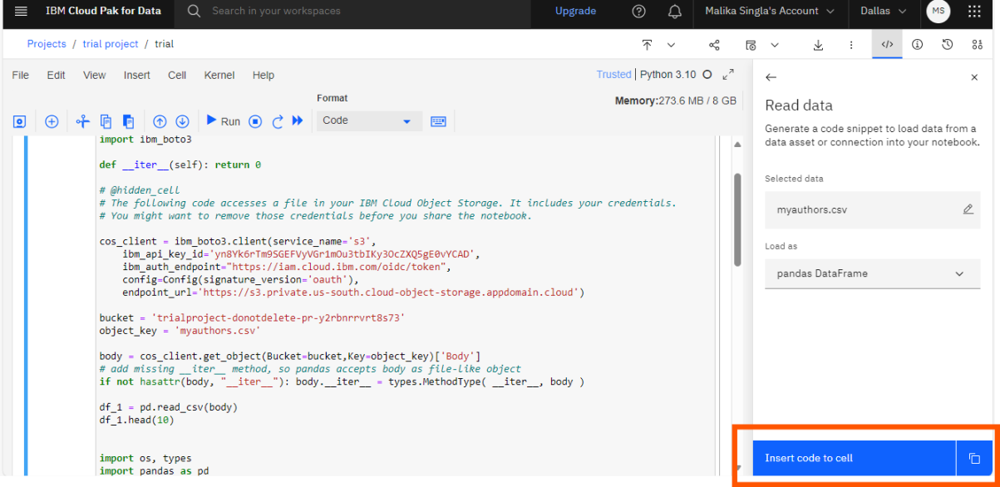 IBM Cloud Pak for Data
Search in your workspaces
Upgrade
Malika Singla's Account
Dallas
MS
Projects / trial project / trial
File Edit View Insert Cell Kernel Help
Trusted | Python 3.10
Format
Memory:273.6 MB / 8 GB
Run
Code
import ibm_boto3
def __iter__(self): return 0
# @hidden_cell
# The following code accesses a file in your IBM Cloud Object Storage. It includes your credentials.
# You might want to remove those credentials before you share the notebook.
cos_client = ibm_boto3.client(service_name='s3',
ibm_api_key_id='yn8Yk6rTm9SGEFVyVGr1mOu3tbIKy3OcZXQ5gE0vYCAD',
ibm_auth_endpoint="https://iam.cloud.ibm.com/oidc/token",
config=Config(signature_version='oauth'),
endpoint_url='https://s3.private.us-south.cloud-object-storage.appdomain.cloud')
bucket = 'trialproject-donotdelete-pr-y2rbnrrvrt8s73'
object_key = 'myauthors.csv'
body = cos_client.get_object(Bucket=bucket,Key=object_key)['Body']
# add missing __iter__ method, so pandas accepts body as file-like object
if not hasattr(body, "__iter__"): body.__iter__ = types.MethodType( __iter__, body )
df_1 = pd.read_csv(body)
df_1.head(10)
import os, types
import pandas as pd
Read data
Generate a code snippet to load data from a
data asset or connection into your notebook.
Selected data
myauthors.csv
Load as
pandas DataFrame
Insert code to cell